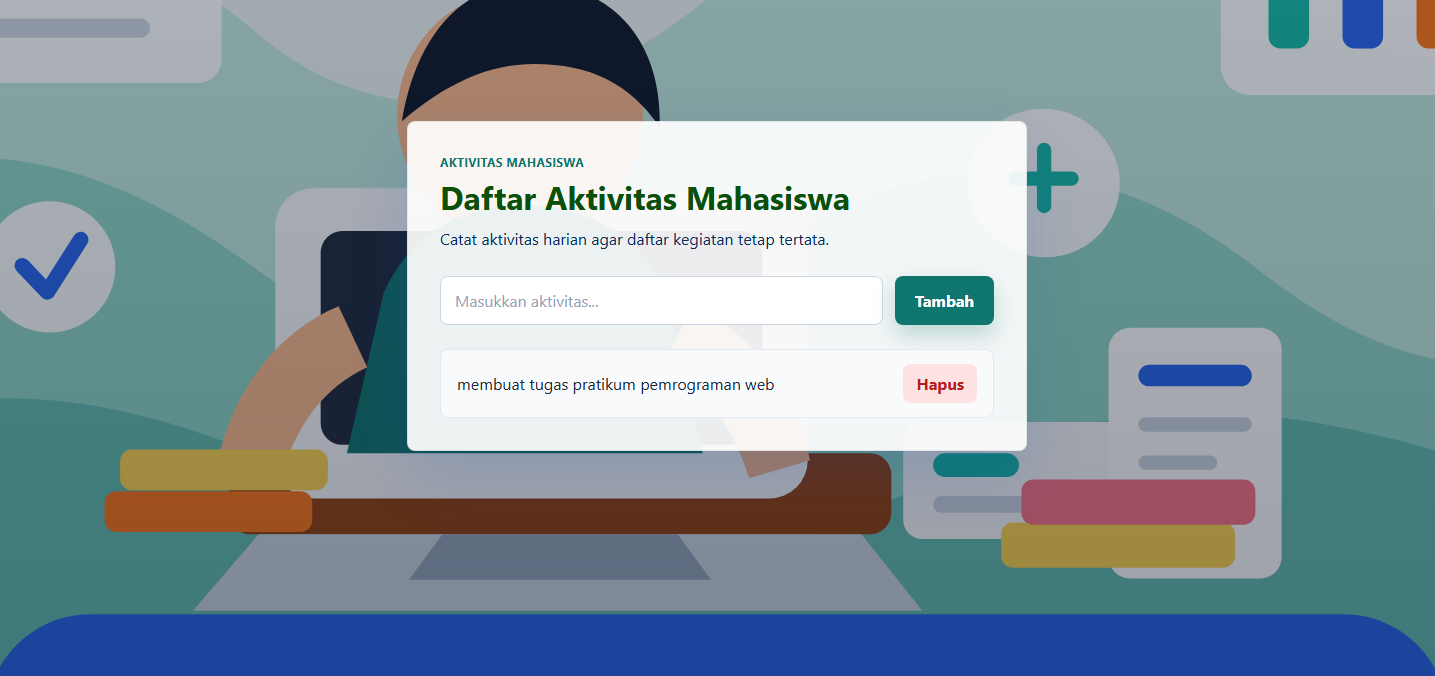 AKTIVITAS MAHASISWA
Daftar Aktivitas Mahasiswa
Catat aktivitas harian agar daftar kegiatan tetap tertata.
Masukkan aktivitas... Tambah
membuat tugas pratikum pemrograman web Hapus